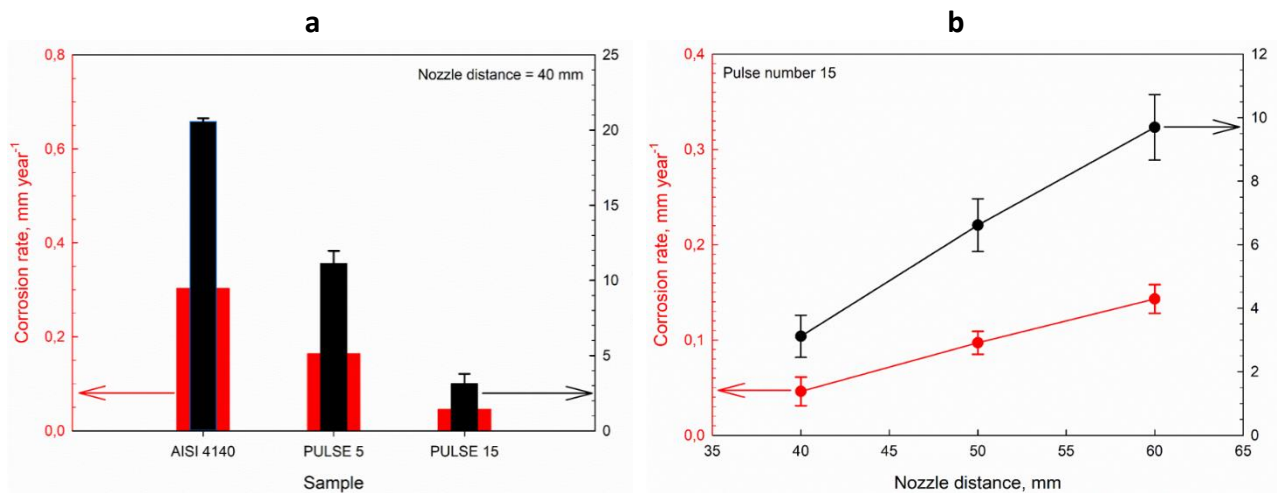 a
0,8
0,6
0,4
0,2
0,0
Corrosion rate, mm year⁻¹
Nozzle distance = 40 mm
25
20
15
10
5
0
AISI 4140
PULSE 5
PULSE 15
Sample
b
0,4
0,3
0,2
0,1
0,0
Corrosion rate, mm year⁻¹
Pulse number 15
12
10
8
6
4
2
0
35
40
45
50
55
60
65
Nozzle distance, mm